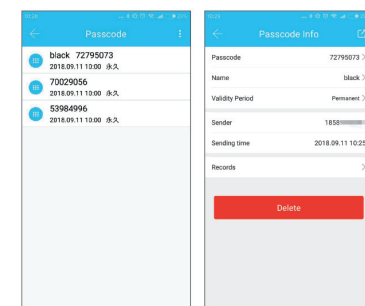 Passcode
black 72795073
2018.09.11 10:00 永久
70029056
2018.09.11 10:00 永久
53984996
2018.09.11 10:00 永久
Passcode Info
Passcode 72795073
Name black
Validity Period Permanent
Sender 1858
Sending time 2018.09.11 10:25
Records
Delete